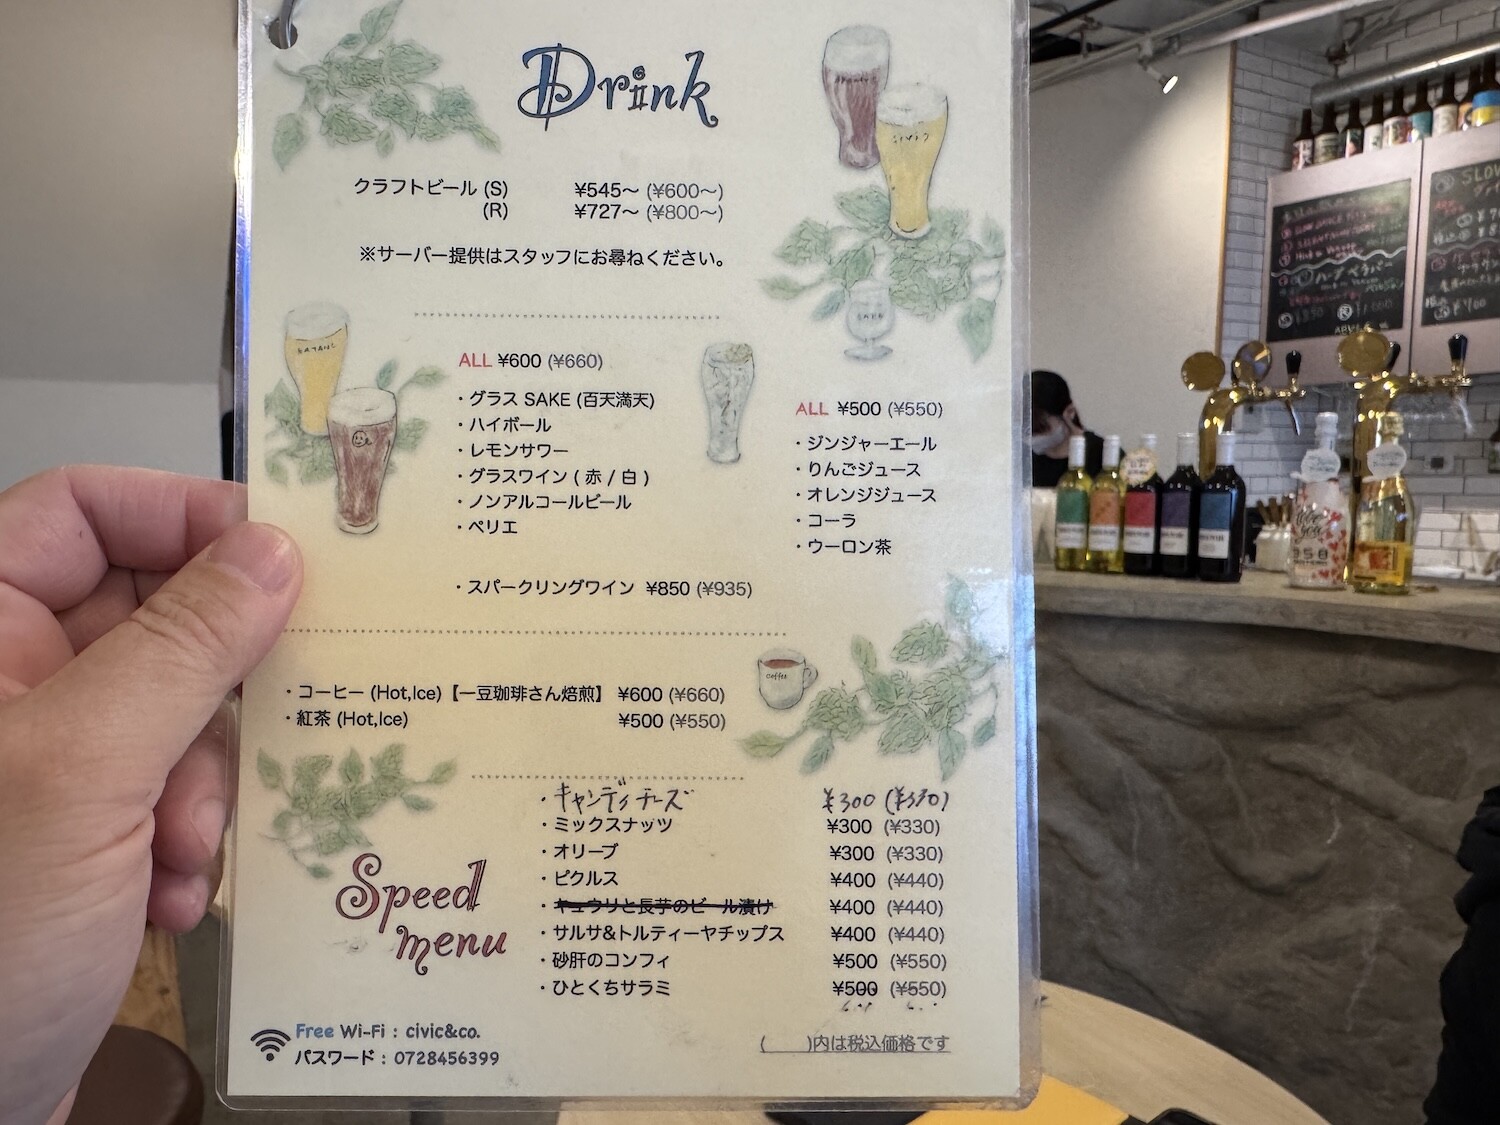 Drink
クラフトビール (S) ¥545～ (¥600～)
(R) ¥727～ (¥800～)
※サーバー提供はスタッフにお尋ねください。
ALL ¥600 (¥660)
・グラス SAKE (百天満天)
・ハイボール
・レモンサワー
・グラスワイン ( 赤 / 白 )
・ノンアルコールビール
・ペリエ
・スパークリングワイン ¥850 (¥935)
SAKE
ALL ¥500 (¥550)
・ジンジャーエール
・りんごジュース
・オレンジジュース
・コーラ
・ウーロン茶
・コーヒー (Hot,Ice)【一豆珈琲さん焙煎】 ¥600 (¥660)
・紅茶 (Hot,Ice) ¥500 (¥550)
coffee
Speed menu
・キャンディチーズ ¥300 (¥330)
・ミックスナッツ ¥300 (¥330)
・オリーブ ¥300 (¥330)
・ピクルス ¥400 (¥440)
・キュウリと長芋のビール漬け ¥400 (¥440)
・サルサ&トルティーヤチップス ¥400 (¥440)
・砂肝のコンフィ ¥500 (¥550)
・ひとくちサラミ ¥500 (¥550)
Free Wi-Fi : civic&co.
パスワード : 0728456399
( )内は税込価格です
SLOW